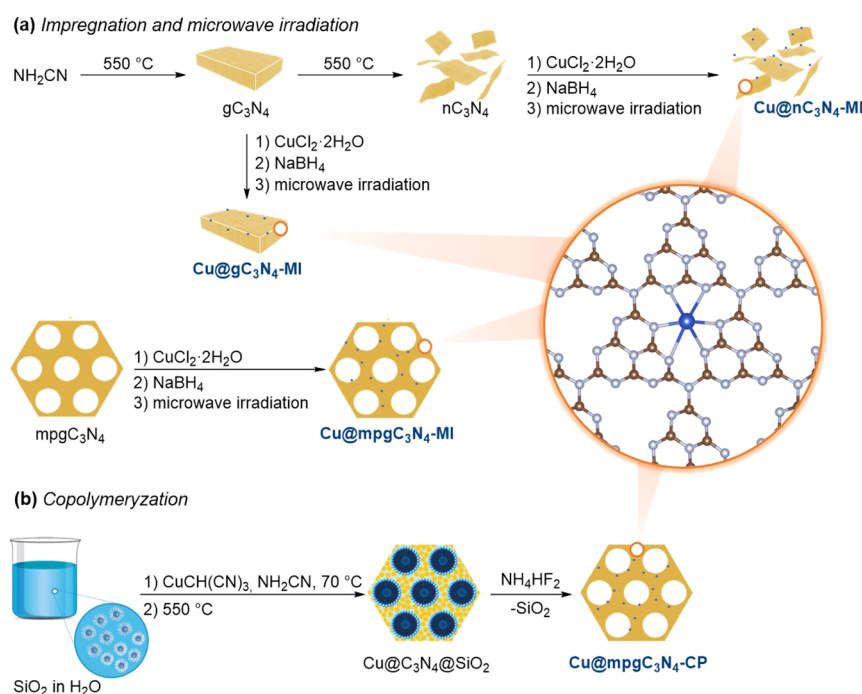 (a) Impregnation and microwave irradiation
NH₂CN
550 °C
gC₃N₄
550 °C
nC₃N₄
1) CuCl₂·2H₂O
2) NaBH₄
3) microwave irradiation
Cu@nC₃N₄-MI
1) CuCl₂·2H₂O
2) NaBH₄
3) microwave irradiation
Cu@gC₃N₄-MI
mpgC₃N₄
1) CuCl₂·2H₂O
2) NaBH₄
3) microwave irradiation
Cu@mpgC₃N₄-MI
(b) Copolymeryzation
SiO₂ in H₂O
1) CuCH(CN)₃, NH₂CN, 70 °C
2) 550 °C
Cu@C₃N₄@SiO₂
NH₄HF₂
-SiO₂
Cu@mpgC₃N₄-CP